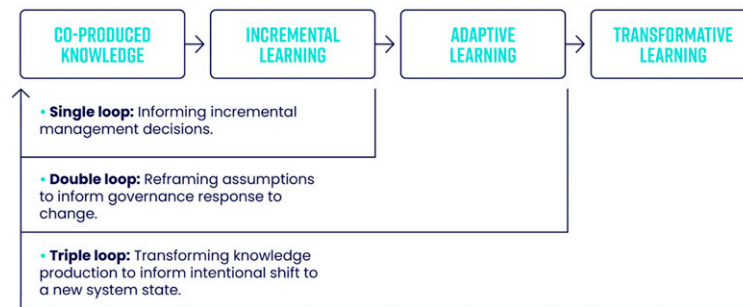 CO-PRODUCED
KNOWLEDGE
INCREMENTAL
LEARNING
ADAPTIVE
LEARNING
TRANSFORMATIVE
LEARNING
• Single loop: Informing incremental
management decisions.
• Double loop: Reframing assumptions
to inform governance response to
change.
• Triple loop: Transforming knowledge
production to inform intentional shift to
a new system state.